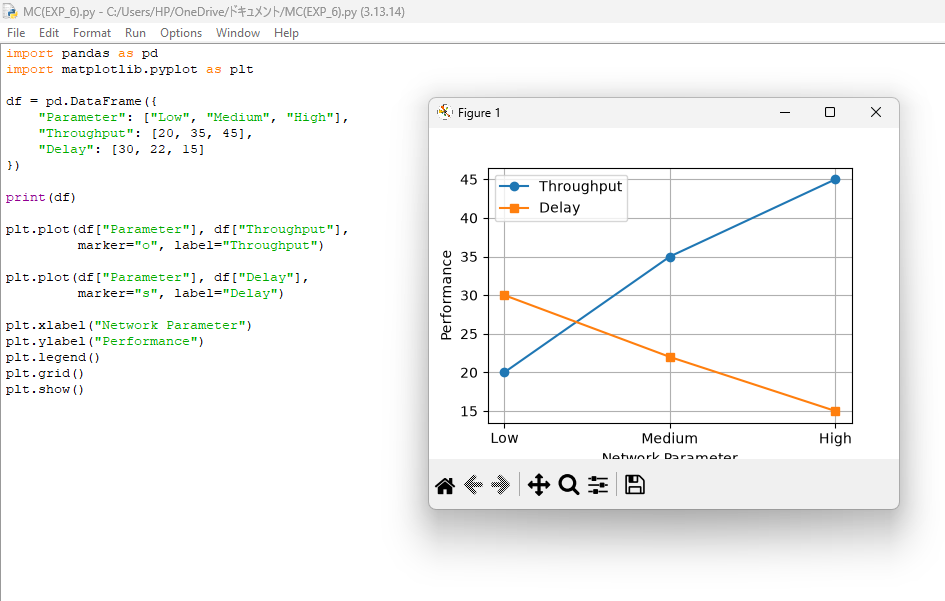 MC(EXP_6).py - C:/Users/HP/OneDrive/ドキュメント/MC(EXP_6).py (3.13.14)
File Edit Format Run Options Window Help
import pandas as pd
import matplotlib.pyplot as plt
df = pd.DataFrame({
    "Parameter": ["Low", "Medium", "High"],
    "Throughput": [20, 35, 45],
    "Delay": [30, 22, 15]
})
print(df)
plt.plot(df["Parameter"], df["Throughput"],
         marker="o", label="Throughput")
plt.plot(df["Parameter"], df["Delay"],
         marker="s", label="Delay")
plt.xlabel("Network Parameter")
plt.ylabel("Performance")
plt.legend()
plt.grid()
plt.show()
Figure 1
Throughput
Delay
45
40
35
30
25
20
15
Performance
Low Medium High
Network Parameter